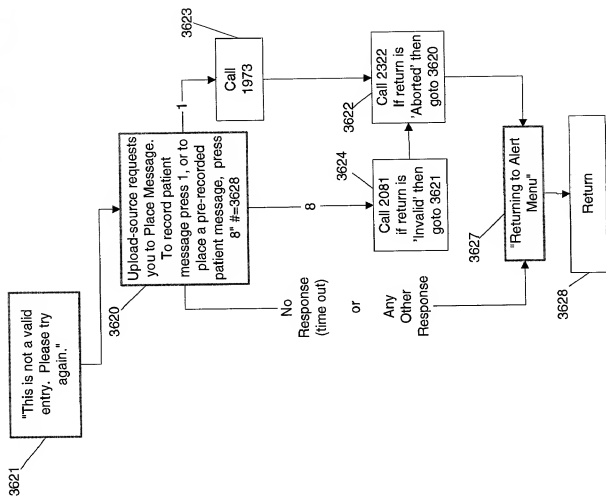 3621
"This is not a valid
entry. Please try
again."
3620
Upload-source requests
you to Place Message.
To record patient
message press 1, or to
place a pre-recorded
patient message, press
8" #=3628
1
3623
Call
1973
8
3624
Call 2081
if return is
'Invalid' then
goto 3621
3622
Call 2322
If return is
'Aborted' then
goto 3620
No
Response
(time out)
or
Any
Other
Response
3627
"Returning to Alert
Menu"
3628
Return